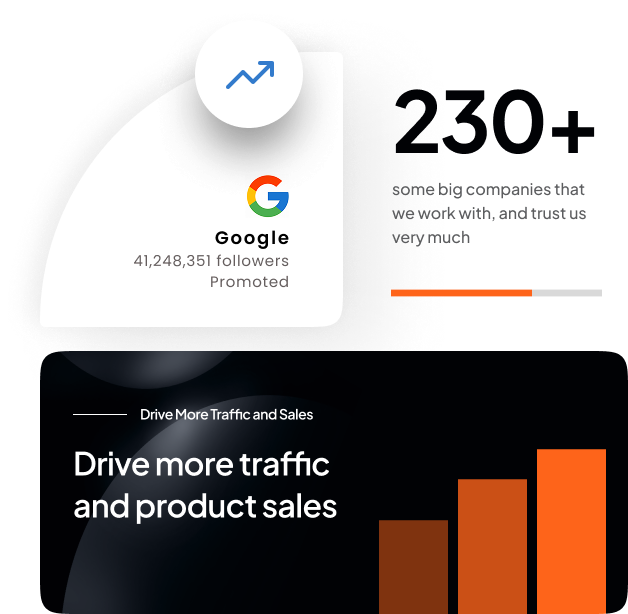 Google
41,248,351 followers
Promoted
230+
some big companies that
we work with, and trust us
very much
Drive More Traffic and Sales
Drive more traffic
and product sales